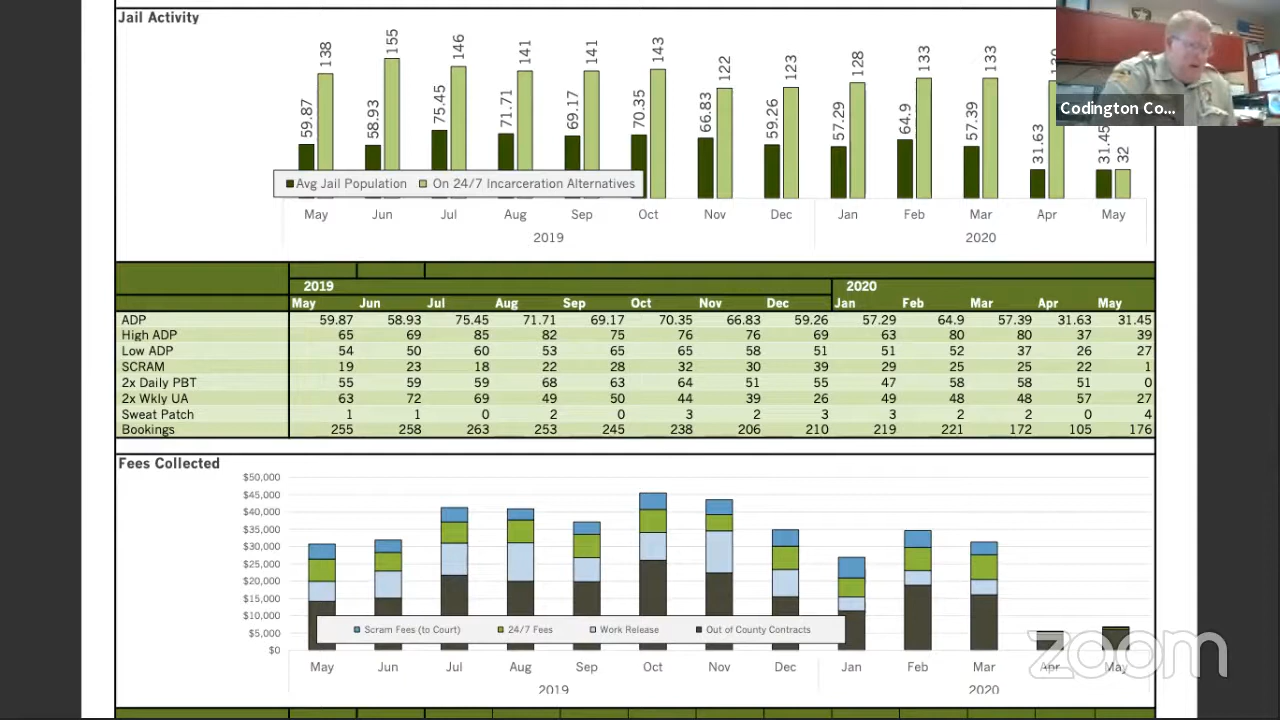 Jail Activity
138 155 146 141 141 143 122 123 128 133 133
59.87 58.93 75.45 71.71 69.17 70.35 66.83 59.26 57.29 64.9 57.39 31.63 31.45 32
Codington Co...
Avg Jail Population On 24/7 Incarceration Alternatives
May Jun Jul Aug Sep Oct Nov Dec Jan Feb Mar Apr May
2019 2020
2019 2020
May Jun Jul Aug Sep Oct Nov Dec Jan Feb Mar Apr May
ADP 59.87 58.93 75.45 71.71 69.17 70.35 66.83 59.26 57.29 64.9 57.39 31.63 31.45
High ADP 65 69 85 82 75 76 76 69 63 80 80 37 39
Low ADP 54 50 60 53 65 65 58 51 51 52 37 26 27
SCRAM 19 23 18 22 28 32 30 39 29 25 25 22 1
2x Daily PBT 55 59 59 68 63 64 51 55 47 58 58 51 0
2x Wkly UA 63 72 69 49 50 44 39 26 49 48 48 57 27
Sweat Patch 1 1 0 2 0 3 2 3 3 2 2 0 4
Bookings 255 258 263 253 245 238 206 210 219 221 172 105 176
Fees Collected
$50,000
$45,000
$40,000
$35,000
$30,000
$25,000
$20,000
$15,000
$10,000
$5,000
$0
Scram Fees (to Court) 24/7 Fees Work Release Out of County Contracts
May Jun Jul Aug Sep Oct Nov Dec Jan Feb Mar Apr May
2019 2020
zoom